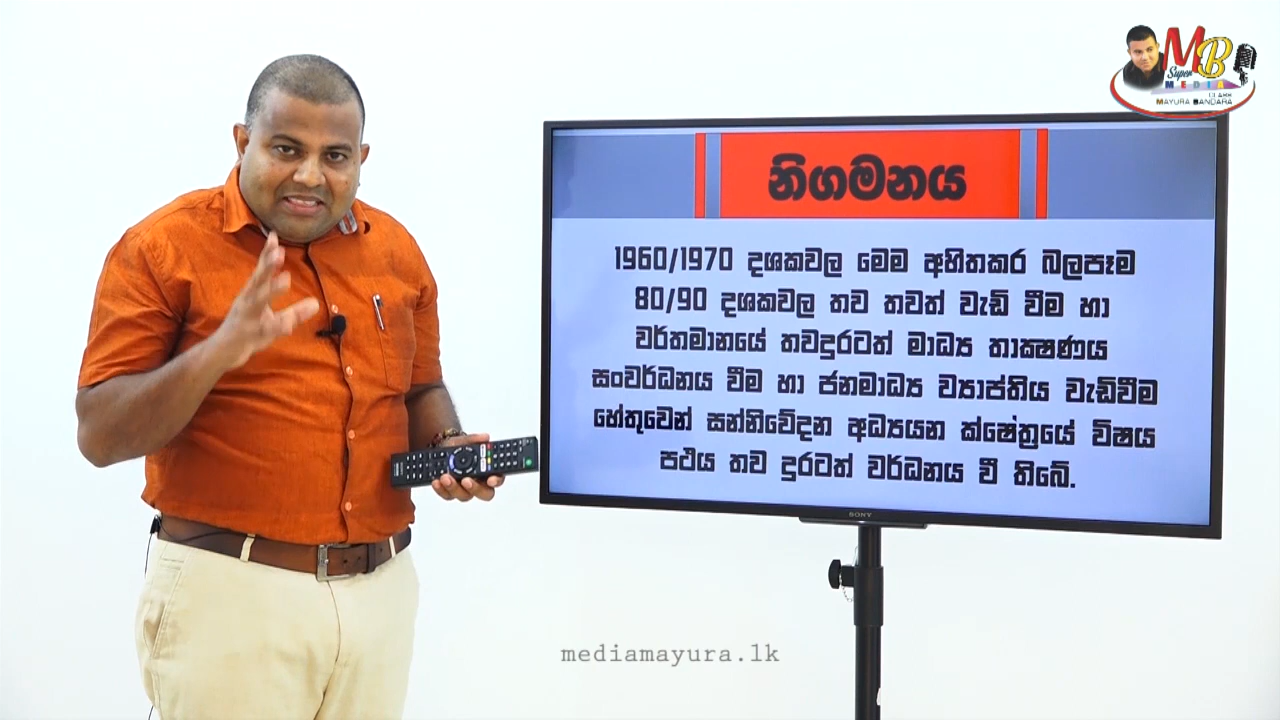 MB
Super
MEDIA
CLASS
MAYURA BANDARA
නිගමනය
1960/1970 දශකවල මෙම අහිතකර බලපෑම
80/90 දශකවල තව තවත් වැඩි වීම හා
වර්තමානයේ තවදුරටත් මාධ්‍ය තාක්‍ෂණය
සංවර්ධනය වීම හා ජනමාධ්‍ය ව්‍යාප්තිය වැඩිවීම
හේතුවෙන් සන්නිවේදන අධ්‍යයන ක්ෂේත්‍රයේ විෂය
පථය තව දුරටත් වර්ධනය වී තිබේ.
SONY
mediamayura.lk